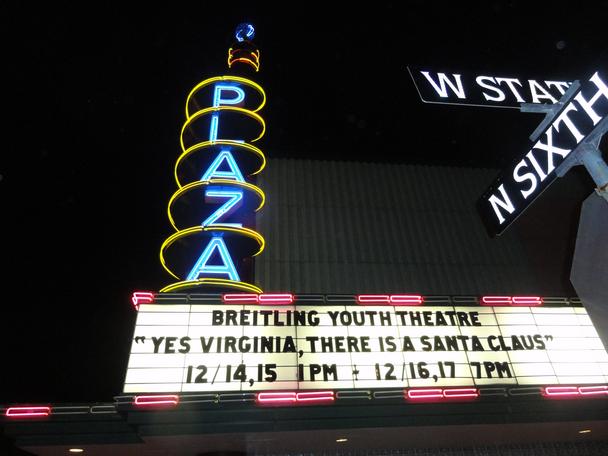 PLAZA
W STATE
N SIXTH
BREITLING YOUTH THEATRE
"YES VIRGINIA, THERE IS A SANTA CLAUS"
12/14,15 1PM - 12/16,17 7PM